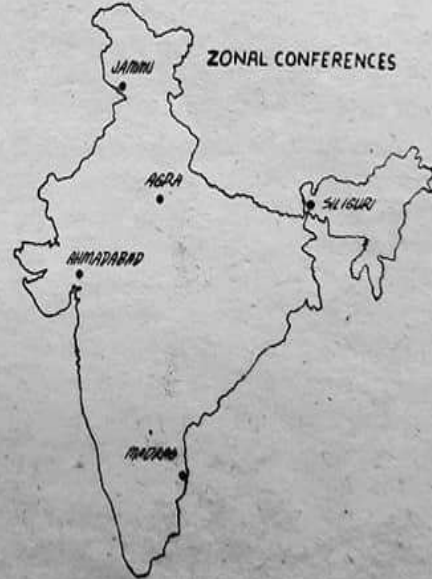 ZONAL CONFERENCES
JAMMU
AGRA
SILIGURI
AHMADABAD
MADRAS